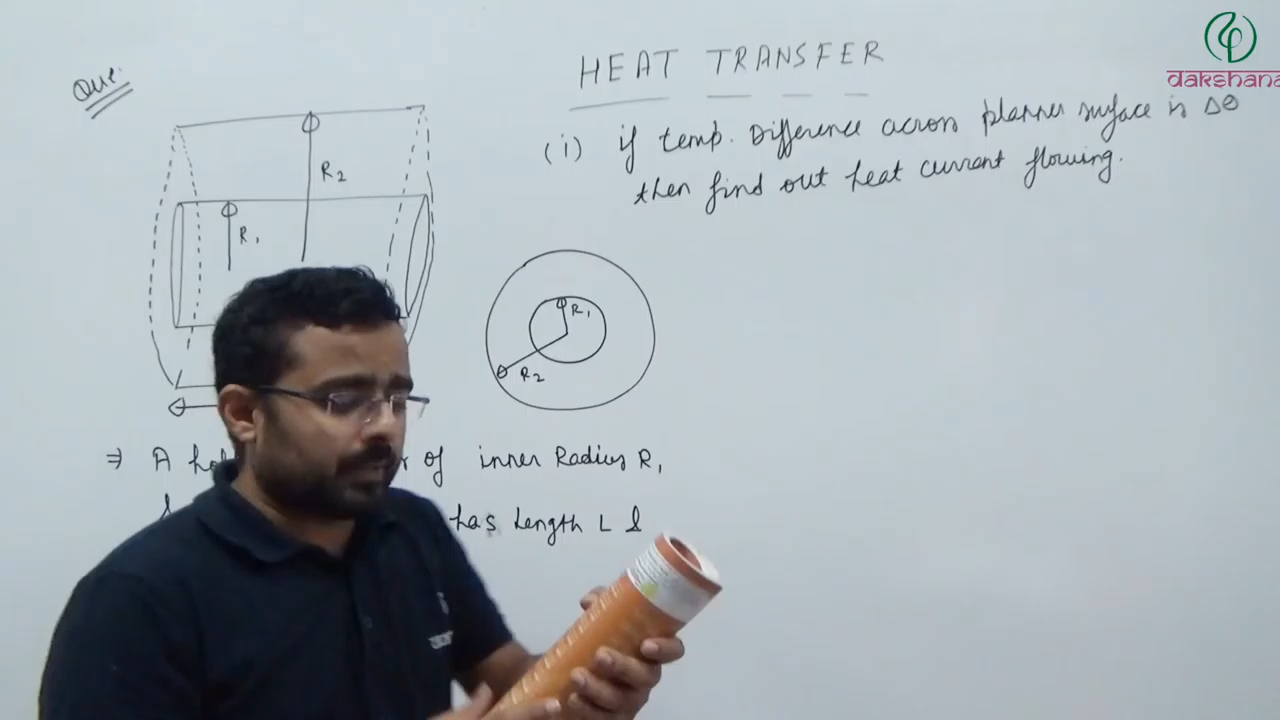 Que.
HEAT TRANSFER
(i) if temp. Difference across planner surface is Δθ
then find out heat current flowing.
R2
R1
R1
R2
⇒ A of inner Radius R1
has length L &
dakshana